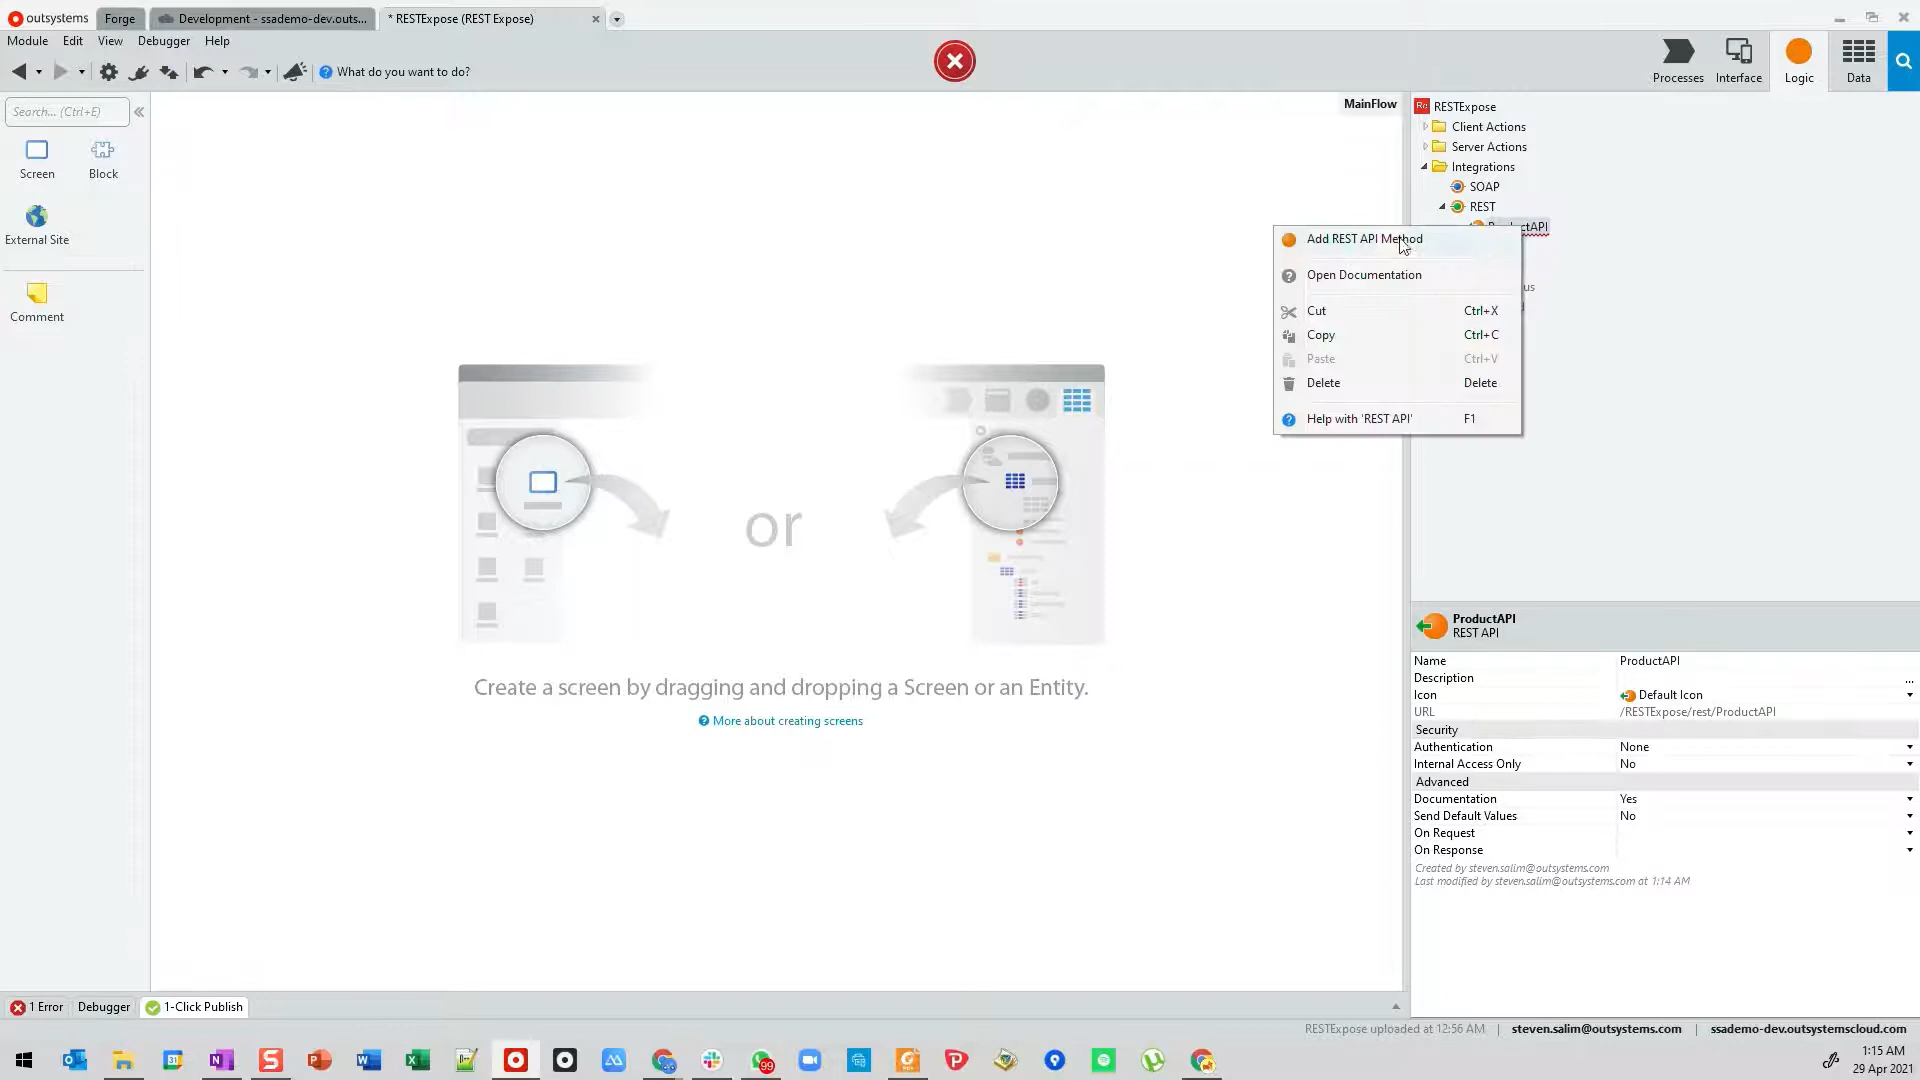 outsystems
Forge
Development - ssademo-dev.outs...
* RESTExpose (REST Expose)
Module
Edit
View
Debugger
Help
What do you want to do?
Processes
Interface
Logic
Data
Search... (Ctrl+E)
Screen
Block
External Site
Comment
MainFlow
or
Create a screen by dragging and dropping a Screen or an Entity.
More about creating screens
RESTExpose
Client Actions
Server Actions
Integrations
SOAP
REST
ProductAPI
Add REST API Method
Open Documentation
Cut Ctrl+X
Copy Ctrl+C
Paste Ctrl+V
Delete Delete
Help with 'REST API' F1
ProductAPI
REST API
Name ProductAPI
Description ...
Icon Default Icon
URL /RESTExpose/rest/ProductAPI
Security
Authentication None
Internal Access Only No
Advanced
Documentation Yes
Send Default Values No
On Request
On Response
Created by steven.salim@outsystems.com
Last modified by steven.salim@outsystems.com at 1:14 AM
1 Error
Debugger
1-Click Publish
RESTExpose uploaded at 12:56 AM | steven.salim@outsystems.com | ssademo-dev.outsystemscloud.com
99
1:15 AM
29 Apr 2021